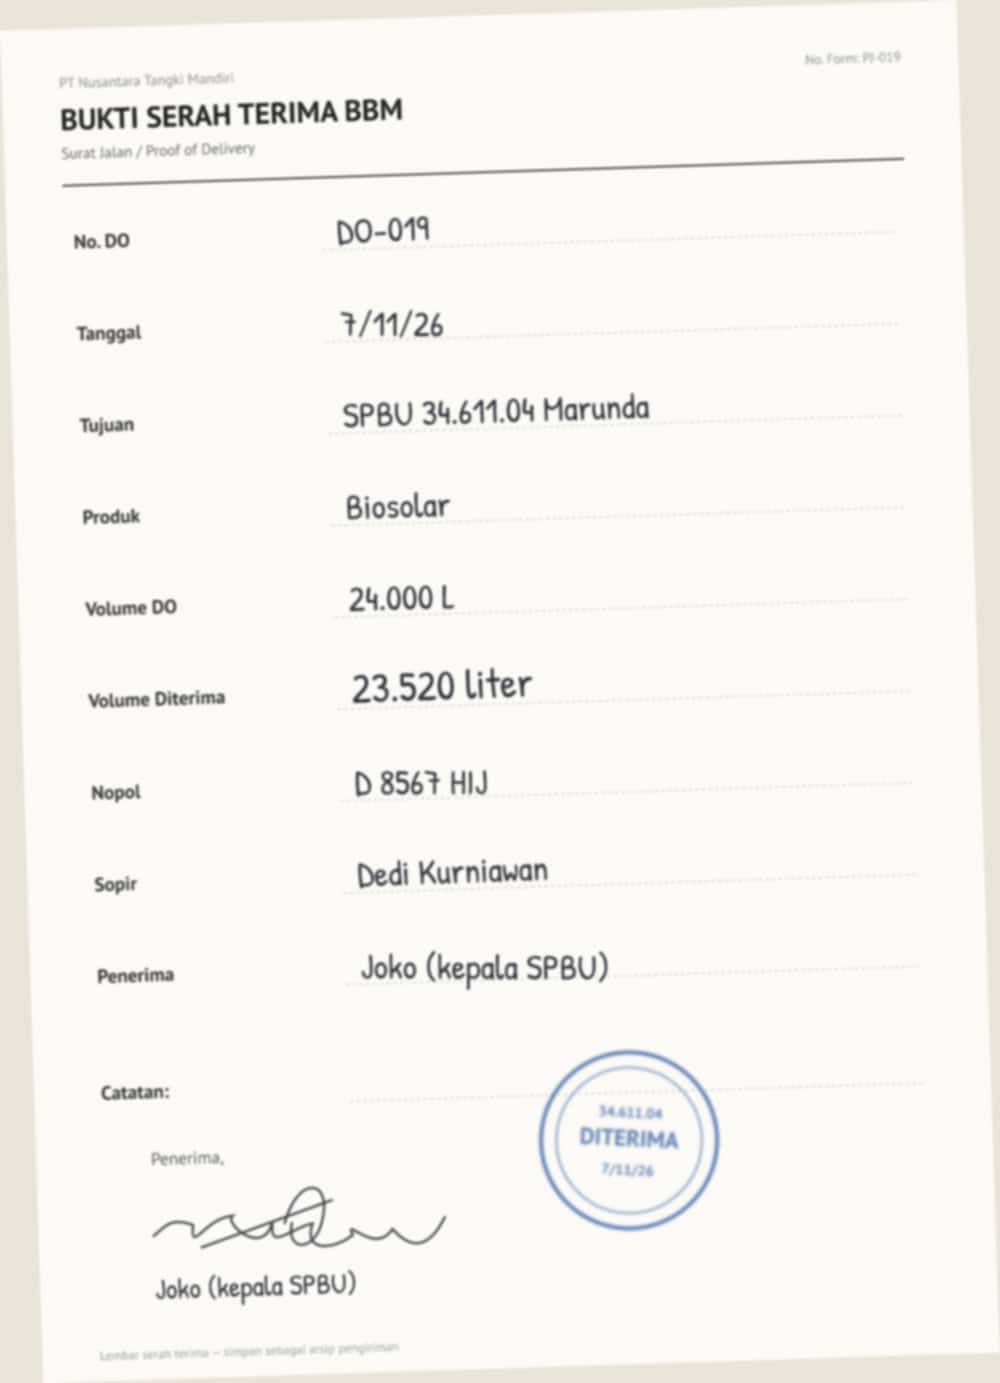 PT Nusantara Tangki Mandiri
No. Form: PJ-019
BUKTI SERAH TERIMA BBM
Surat Jalan / Proof of Delivery
No. DO DO-019
Tanggal 7/11/26
Tujuan SPBU 34.611.04 Marunda
Produk Biosolar
Volume DO 24.000 L
Volume Diterima 23.520 liter
Nopol D 8567 HIJ
Sopir Dedi Kurniawan
Penerima Joko (kepala SPBU)
Catatan:
34.611.04
DITERIMA
7/11/26
Penerima,
Joko (kepala SPBU)
Lembar serah terima — simpan sebagai arsip pengiriman